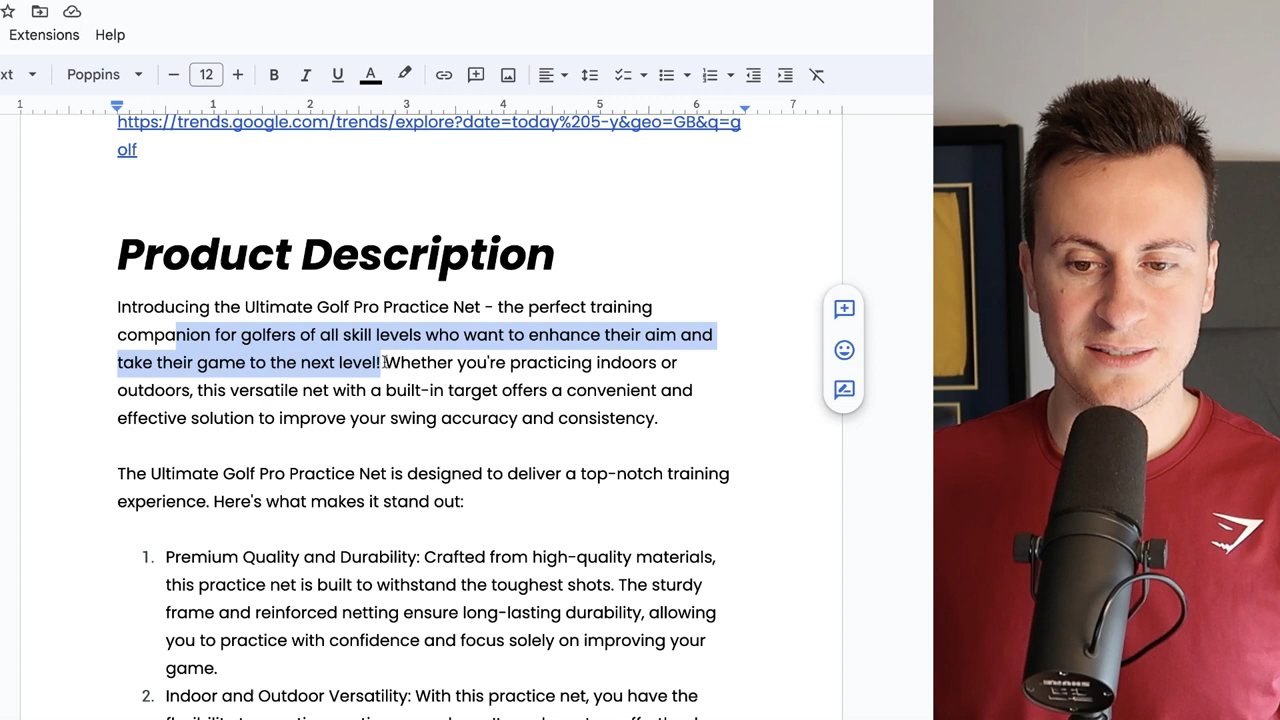 Extensions Help
xt Poppins 12 B I U A
1 1 2 3 4 5 6 7
https://trends.google.com/trends/explore?date=today%205-y&geo=GB&q=g
olf
Product Description
Introducing the Ultimate Golf Pro Practice Net - the perfect training
companion for golfers of all skill levels who want to enhance their aim and
take their game to the next level! Whether you're practicing indoors or
outdoors, this versatile net with a built-in target offers a convenient and
effective solution to improve your swing accuracy and consistency.
The Ultimate Golf Pro Practice Net is designed to deliver a top-notch training
experience. Here's what makes it stand out:
1. Premium Quality and Durability: Crafted from high-quality materials,
this practice net is built to withstand the toughest shots. The sturdy
frame and reinforced netting ensure long-lasting durability, allowing
you to practice with confidence and focus solely on improving your
game.
2. Indoor and Outdoor Versatility: With this practice net, you have the